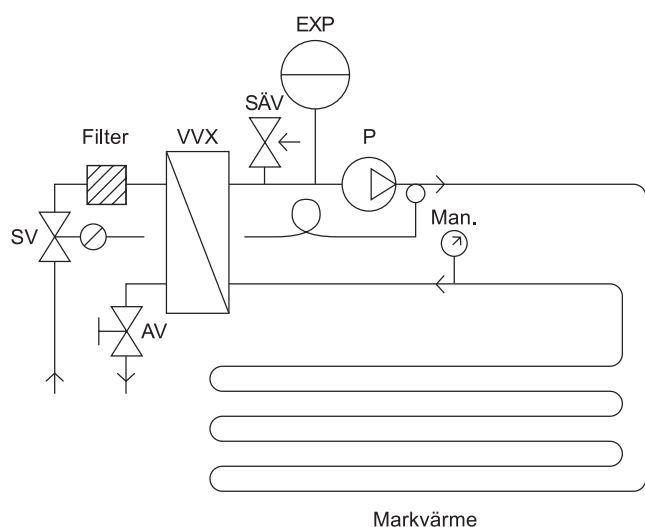 EXP
SÄV
Filter
VVX
P
Man.
SV
AV
Markvärme